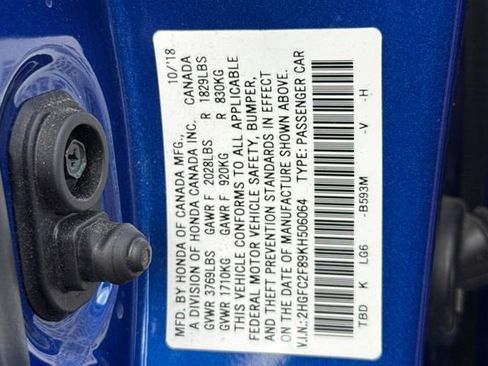 MFD. BY HONDA OF CANADA MFG., 10/'18
A DIVISION OF HONDA CANADA INC. CANADA
GVWR 3769LBS GAWR F 2028LBS R 1829LBS
GVWR 1710KG GAWR F 920KG R 830KG
THIS VEHICLE CONFORMS TO ALL APPLICABLE
FEDERAL MOTOR VEHICLE SAFETY, BUMPER,
AND THEFT PREVENTION STANDARDS IN EFFECT
ON THE DATE OF MANUFACTURE SHOWN ABOVE.
V.I.N.: 2HGFC2F89KH506064 TYPE: PASSENGER CAR
TBD K LG6 -B593M -V -H